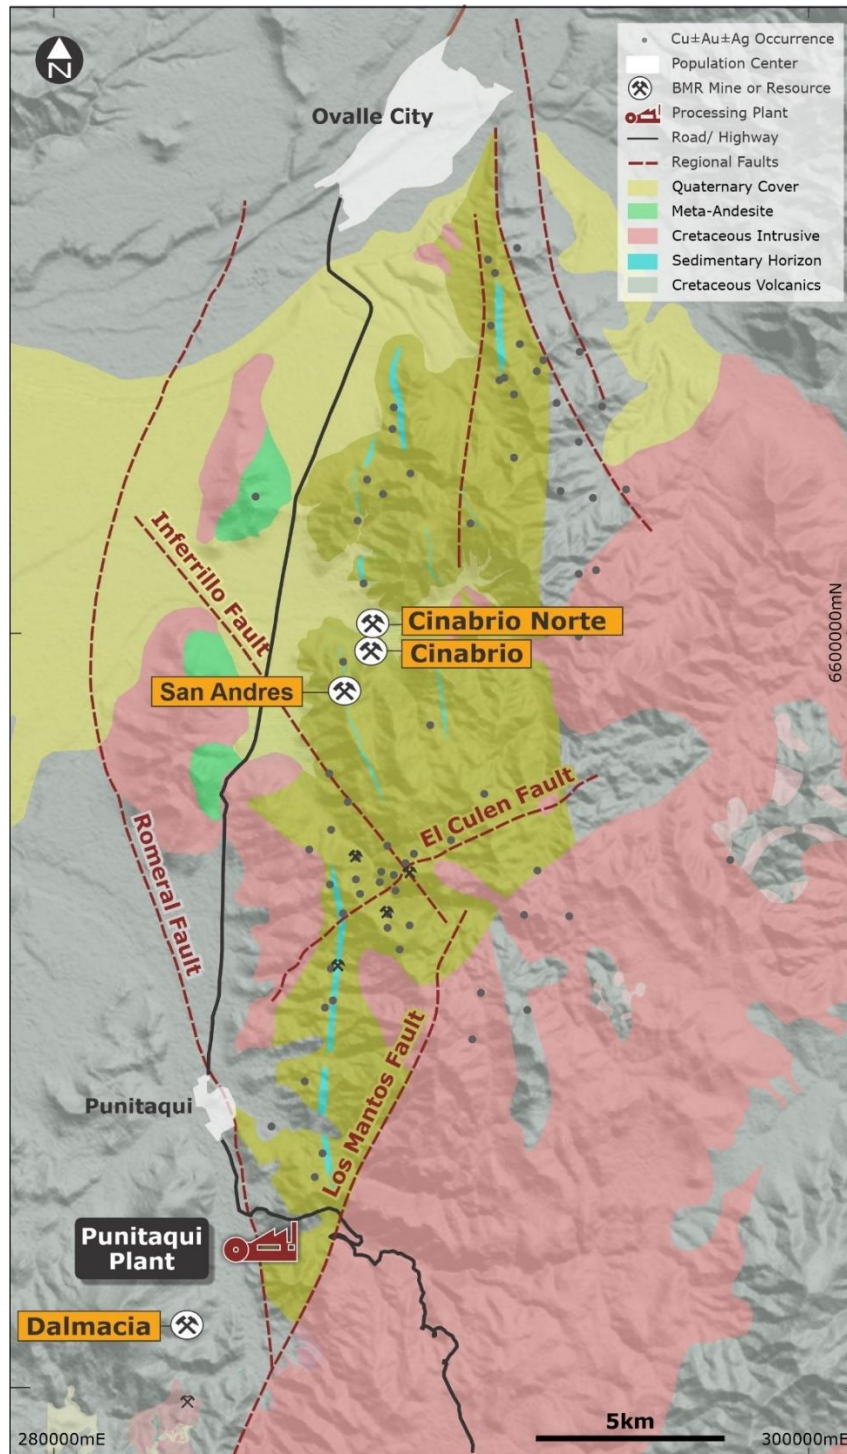 N
Ovalle City
Cu±Au±Ag Occurrence
Population Center
BMR Mine or Resource
Processing Plant
Road/ Highway
Regional Faults
Quaternary Cover
Meta-Andesite
Cretaceous Intrusive
Sedimentary Horizon
Cretaceous Volcanics
Inferrillo Fault
Cinabrio Norte
Cinabrio
San Andres
6600000mN
El Culen Fault
Romeral Fault
Los Mantos Fault
Punitaqui
Punitaqui
Plant
Dalmacia
280000mE
5km
300000mE